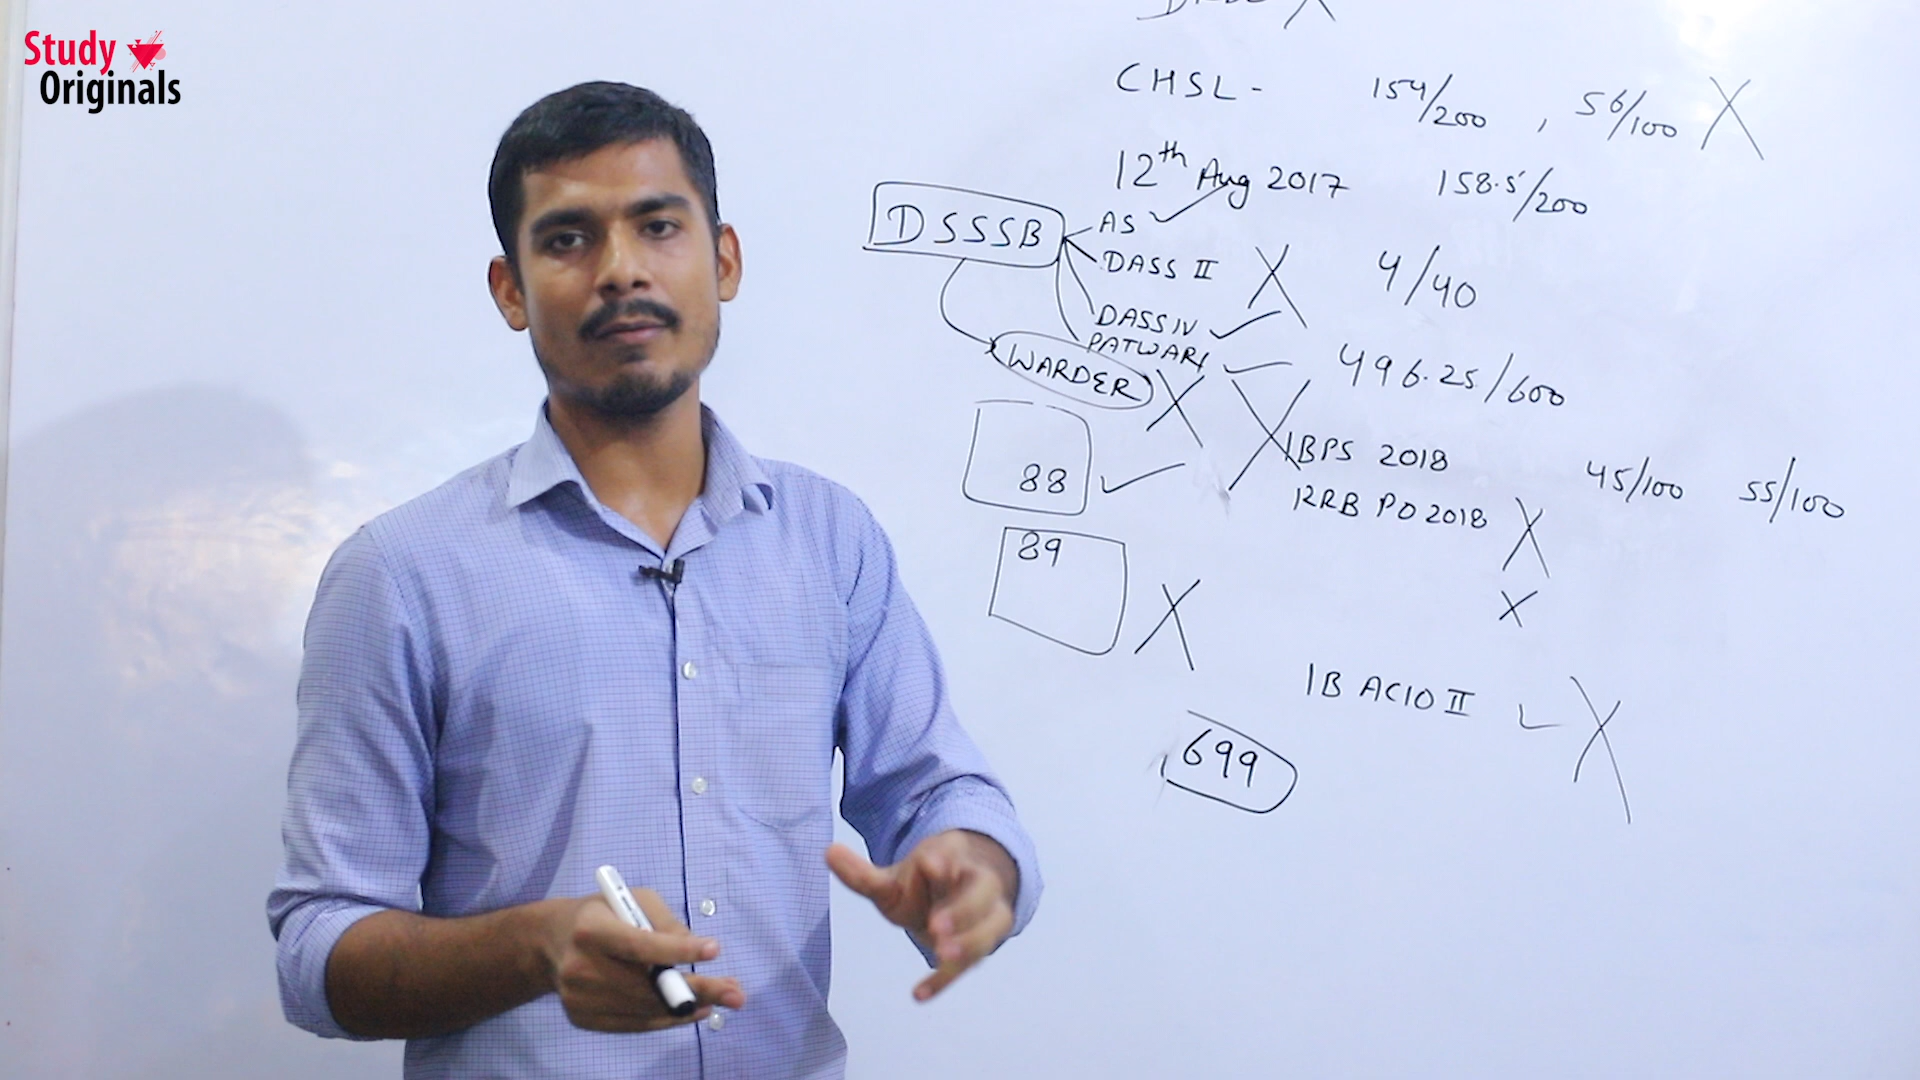 Study
Originals
CHSL - 154/200 , 56/100 X
12th Aug 2017 158.5/200
DSSSB AS ✓
DASS II X 4/40
DASS IV ✓
PATWARI ✓ 496.25/600
WARDER X X
IBPS 2018 45/100 55/100
88 ✓
RRB PO 2018 X
89 X
X
IB ACIO II ✓ X
699